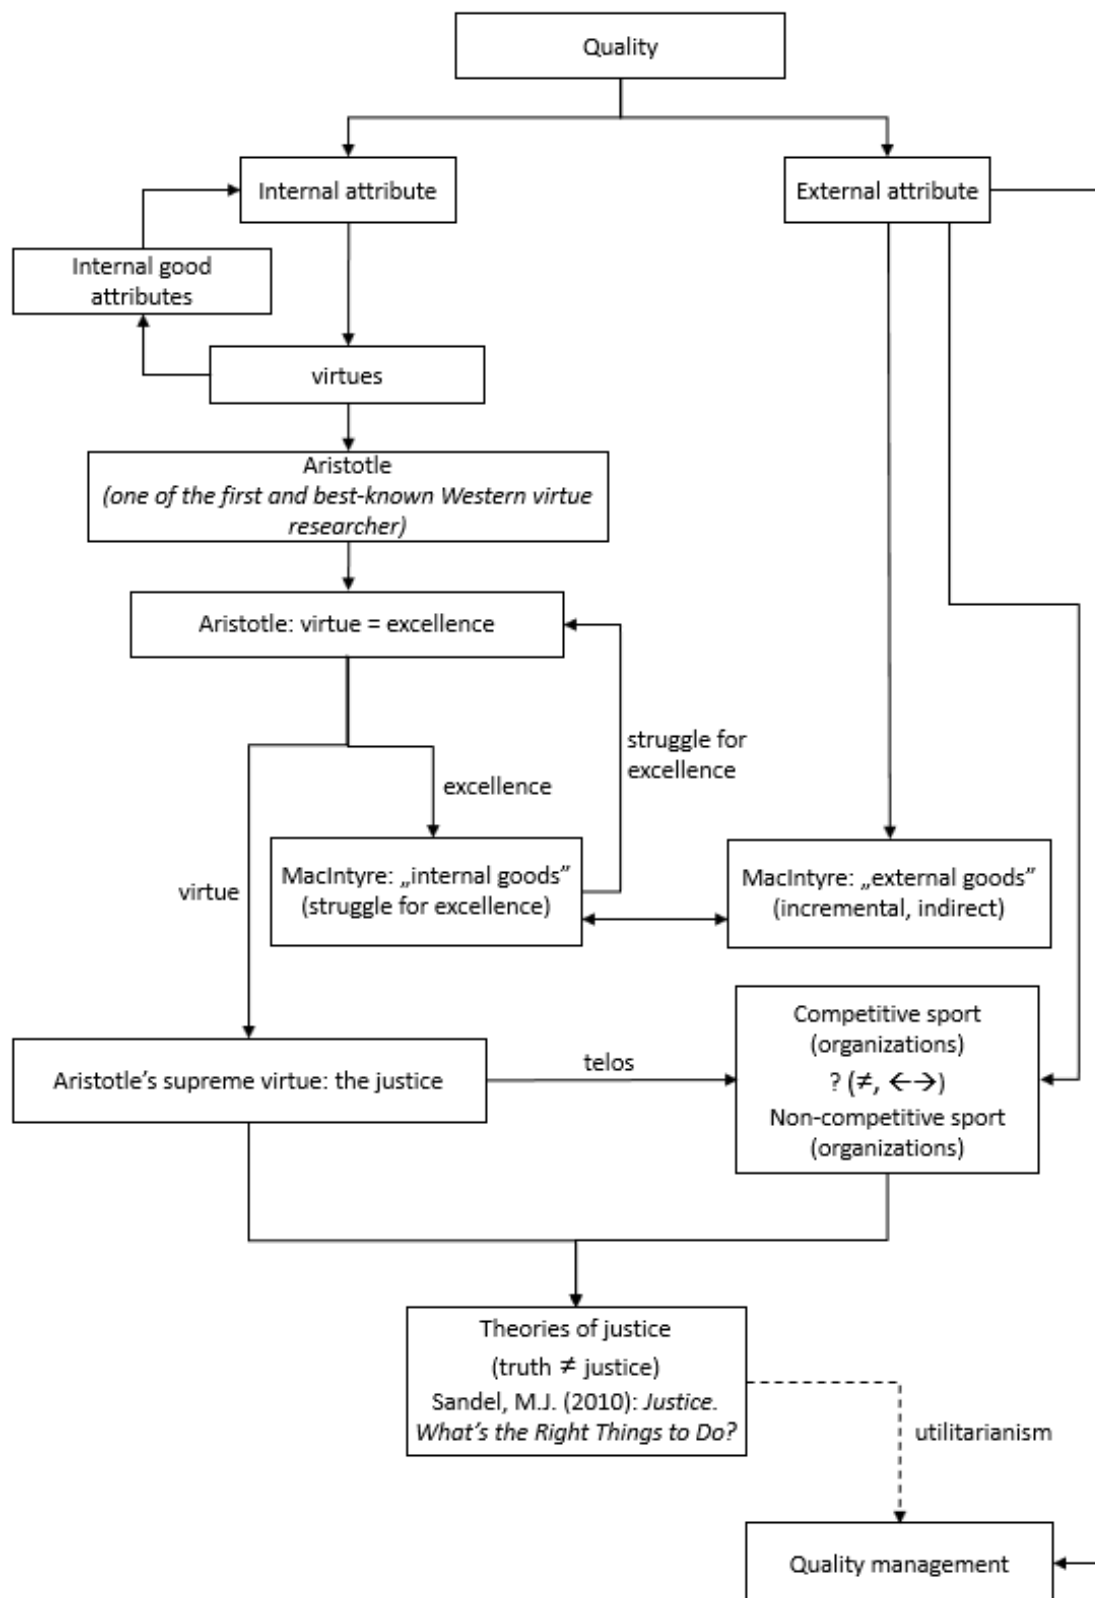 Quality
Internal attribute
External attribute
Internal good
attributes
virtues
Aristotle
(one of the first and best-known Western virtue
researcher)
Aristotle: virtue = excellence
struggle for
excellence
excellence
virtue
MacIntyre: „internal goods”
(struggle for excellence)
MacIntyre: „external goods”
(incremental, indirect)
Competitive sport
(organizations)
? (≠, ←→)
Non-competitive sport
(organizations)
Aristotle’s supreme virtue: the justice
telos
Theories of justice
(truth ≠ justice)
Sandel, M.J. (2010): Justice.
What’s the Right Things to Do?
utilitarianism
Quality management